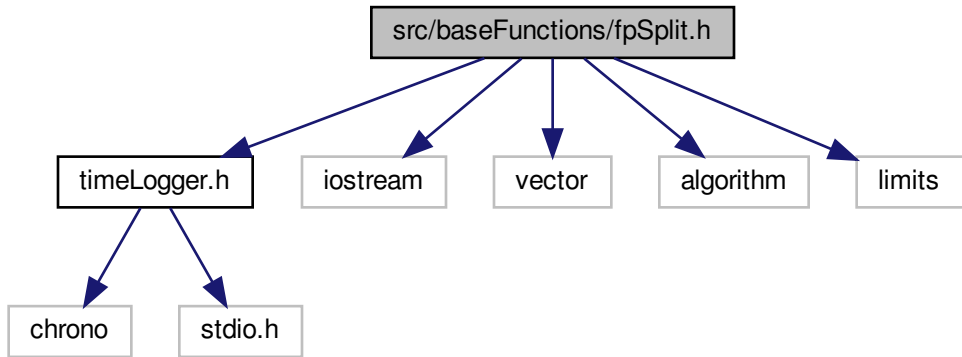 src/baseFunctions/fpSplit.h
timeLogger.h
iostream
vector
algorithm
limits
chrono
stdio.h